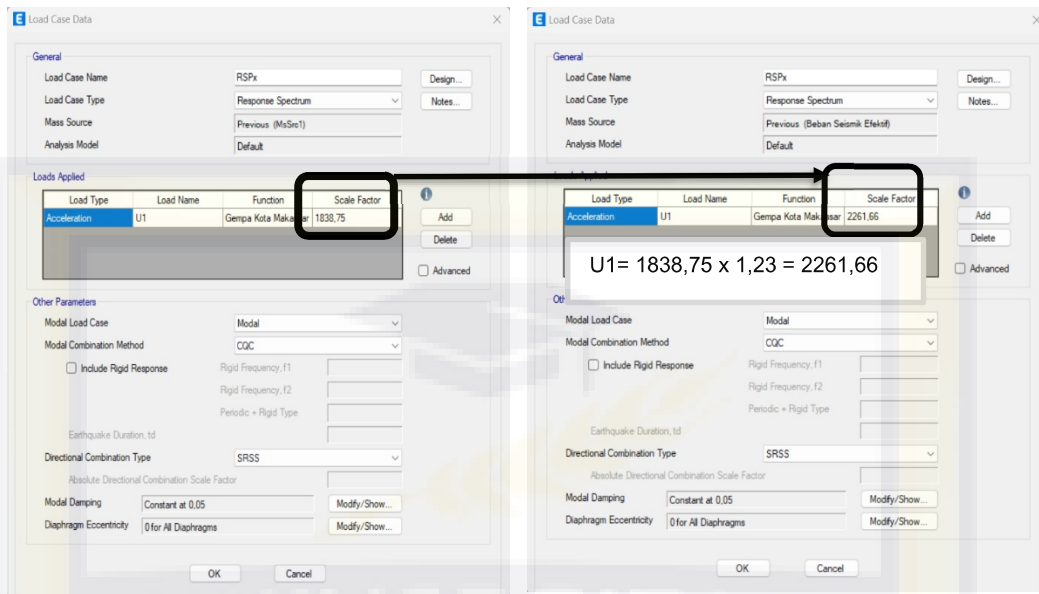 E Load Case Data
General
Load Case Name RSPx Design...
Load Case Type Response Spectrum Notes...
Mass Source Previous (MsSrc1)
Analysis Model Default
Loads Applied
Load Type Load Name Function Scale Factor
Acceleration U1 Gempa Kota Makassar 1838,75 Add
Delete
Advanced
Other Parameters
Modal Load Case Modal
Modal Combination Method CQC
Include Rigid Response Rigid Frequency, f1
Rigid Frequency, f2
Periodic + Rigid Type
Earthquake Duration, td
Directional Combination Type SRSS
Absolute Directional Combination Scale Factor
Modal Damping Constant at 0,05 Modify/Show...
Diaphragm Eccentricity 0 for All Diaphragms Modify/Show...
OK Cancel
E Load Case Data
General
Load Case Name RSPx Design...
Load Case Type Response Spectrum Notes...
Mass Source Previous (Beban Seismik Efektif)
Analysis Model Default
Load Type Load Name Function Scale Factor
Acceleration U1 Gempa Kota Makassar 2261,66 Add
Delete
U1= 1838,75 x 1,23 = 2261,66
Advanced
Modal Load Case Modal
Modal Combination Method CQC
Include Rigid Response Rigid Frequency, f1
Rigid Frequency, f2
Periodic + Rigid Type
Earthquake Duration, td
Directional Combination Type SRSS
Absolute Directional Combination Scale Factor
Modal Damping Constant at 0,05 Modify/Show...
Diaphragm Eccentricity 0 for All Diaphragms Modify/Show...
OK Cancel